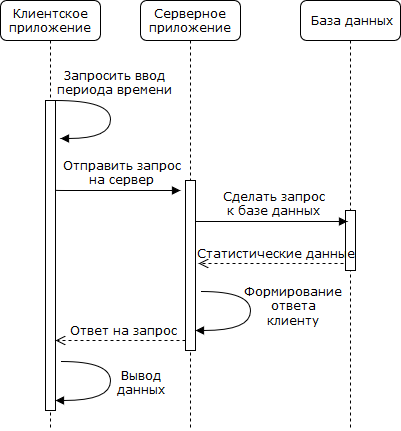 Клиентское
приложение
Серверное
приложение
База данных
Запросить ввод
периода времени
Отправить запрос
на сервер
Сделать запрос
к базе данных
Статистические данные
Формирование
ответа
клиенту
Ответ на запрос
Вывод
данных